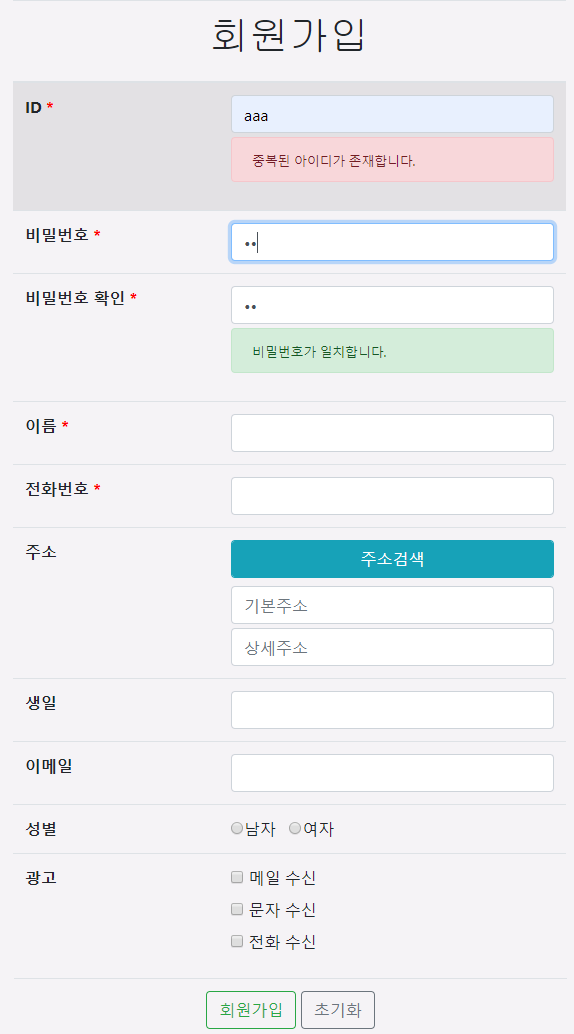 회원가입
ID *
aaa
중복된 아이디가 존재합니다.
비밀번호 *
••
비밀번호 확인 *
••
비밀번호가 일치합니다.
이름 *
전화번호 *
주소
주소검색
기본주소
상세주소
생일
이메일
성별
남자 여자
광고
메일 수신
문자 수신
전화 수신
회원가입 초기화